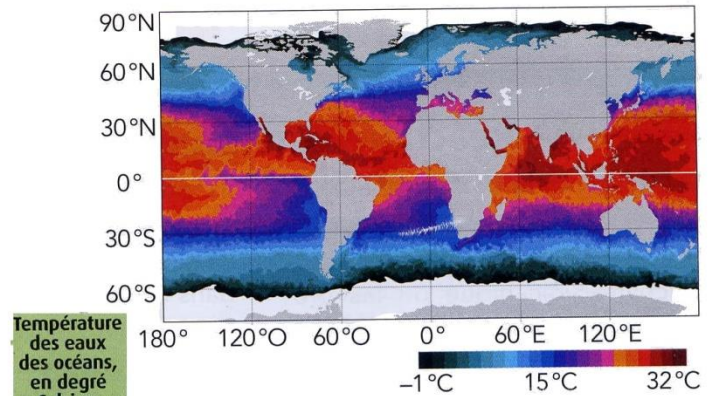 90°N
60°N
30°N
0°
30°S
60°S
180° 120°O 60°O 0° 60°E 120°E
Température
des eaux
des océans,
en degré
–1°C 15°C 32°C